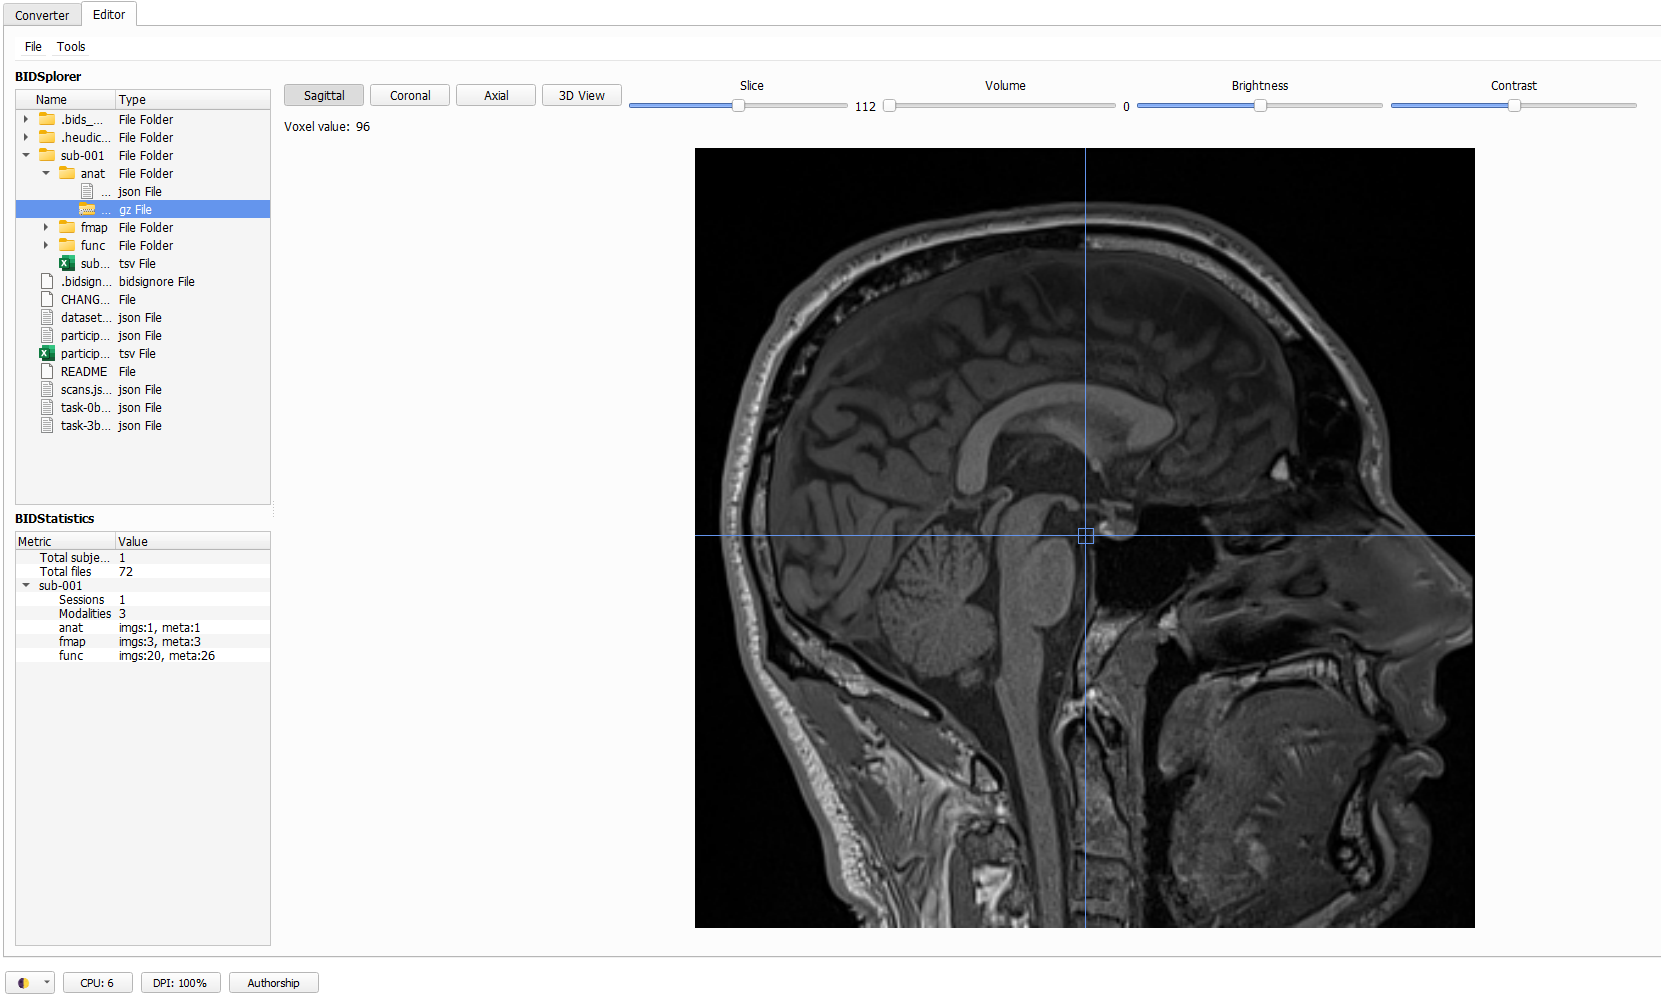 Converter Editor
File Tools
BIDSplorer
Name Type
.bids_... File Folder
.heudic... File Folder
sub-001 File Folder
anat File Folder
... json File
... gz File
fmap File Folder
func File Folder
sub... tsv File
.bidsign... bidsignore File
CHANG... File
dataset... json File
particip... json File
particip... tsv File
README File
scans.js... json File
task-0b... json File
task-3b... json File
BIDStatistics
Metric Value
Total subje... 1
Total files 72
sub-001
Sessions 1
Modalities 3
anat imgs:1, meta:1
fmap imgs:3, meta:3
func imgs:20, meta:26
Sagittal Coronal Axial 3D View
Slice 112
Volume 0
Brightness
Contrast
Voxel value: 96
CPU: 6 DPI: 100% Authorship